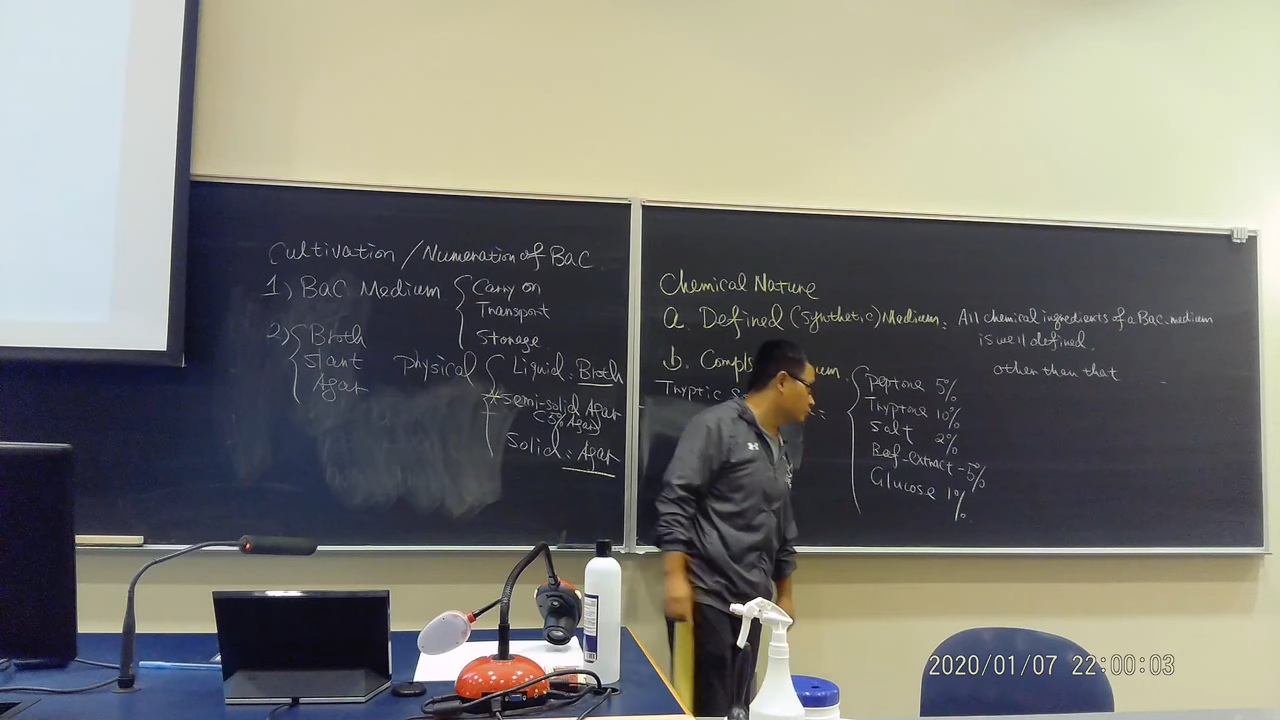 Cultivation / Numeration of BaC
1) BaC Medium
Carry on
Transport
Storage
2) Broth
slant
Agar
Physical
Liquid: Broth
semi-solid Agar
(<5% Agar)
Solid: Agar
Chemical Nature
a. Defined (Synthetic) Medium: All chemical ingredients of a Bac. medium
is well defined.
b.
other than that
Tryptic
Peptone 5%
Tryptone 10%
Salt 2%
Beef-extract - 5%
Glucose 1%
2020/01/07 22:00:03